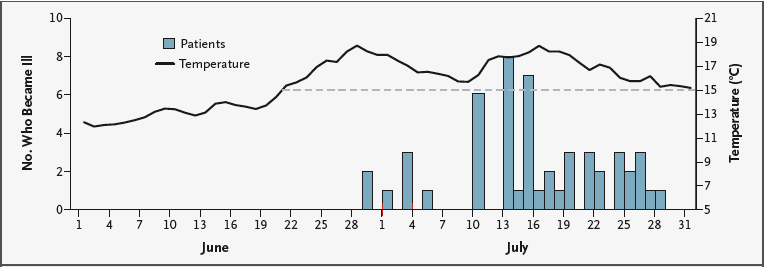 No. Who Became Ill
10
8
6
4
2
0
Patients
Temperature
21
19
17
15
13
11
9
7
5
Temperature (°C)
1 4 7 10 13 16 19 22 25 28 1 4 7 10 13 16 19 22 25 28 31
June July